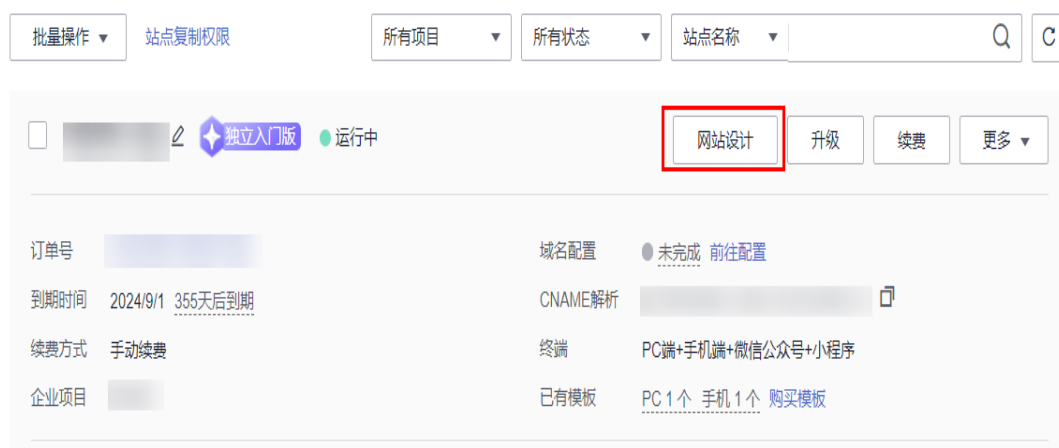 批量操作 站点复制权限 所有项目 所有状态 站点名称
独立入门版 运行中 网站设计 升级 续费 更多
订单号 域名配置 未完成 前往配置
到期时间 2024/9/1 355天后到期 CNAME解析
续费方式 手动续费 终端 PC端+手机端+微信公众号+小程序
企业项目 已有模板 PC 1 个 手机 1 个 购买模板